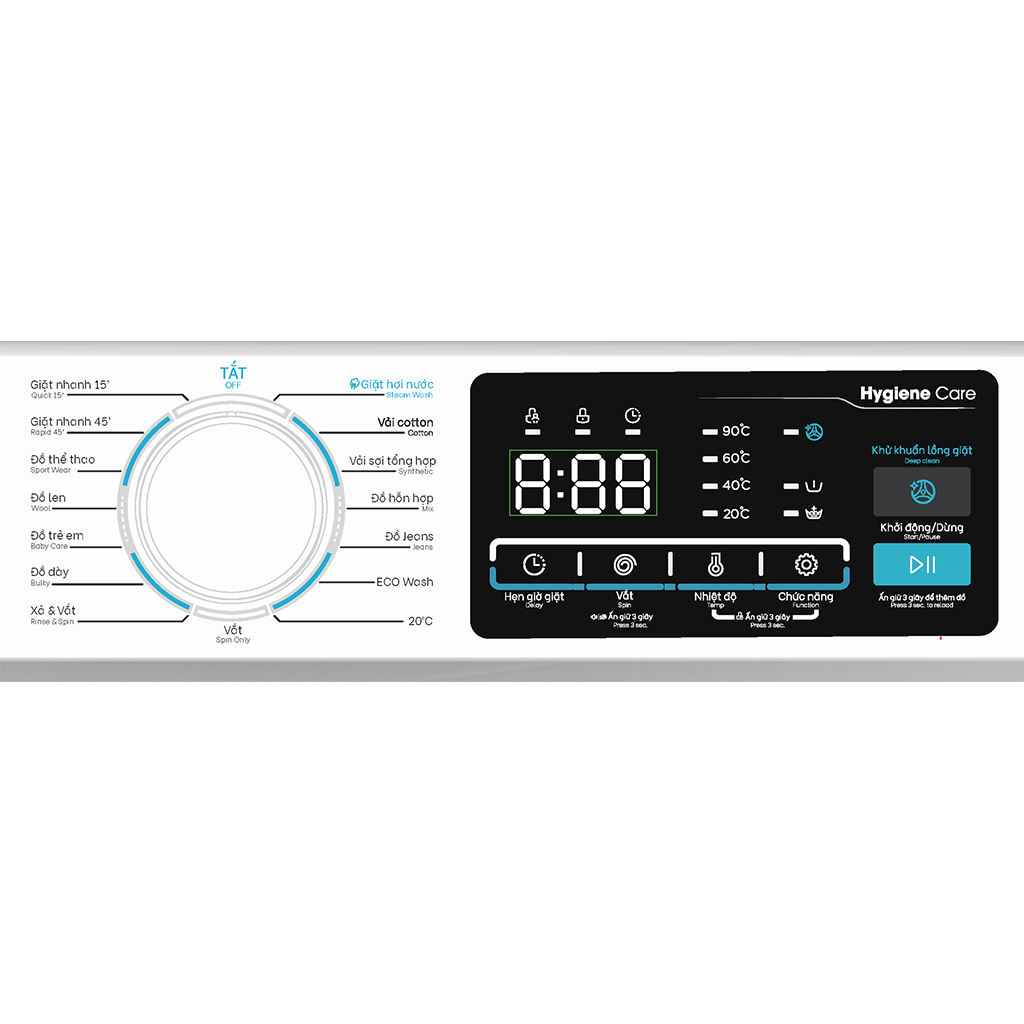 TẮT
OFF
Giặt nhanh 15'
Quick 15'
Giặt nhanh 45'
Rapid 45'
Đồ thể thao
Sport Wear
Đồ len
Wool
Đồ trẻ em
Baby Care
Đồ dày
Bulky
Xả & Vắt
Rinse & Spin
Vắt
Spin Only
Giặt hơi nước
Steam Wash
Vải cotton
Cotton
Vải sợi tổng hợp
Synthetic
Đồ hỗn hợp
Mix
Đồ Jeans
Jeans
ECO Wash
20°C
Hygiene Care
8:88
90°C
60°C
40°C
20°C
Khử khuẩn lồng giặt
Deep clean
Khởi động/Dừng
Start/Pause
Ấn giữ 3 giây để thêm đồ
Press 3 sec. to reload
Hẹn giờ giặt
Delay
Vắt
Spin
Ấn giữ 3 giây
Press 3 sec.
Nhiệt độ
Temp
Chức năng
Function
Ấn giữ 3 giây
Press 3 sec.